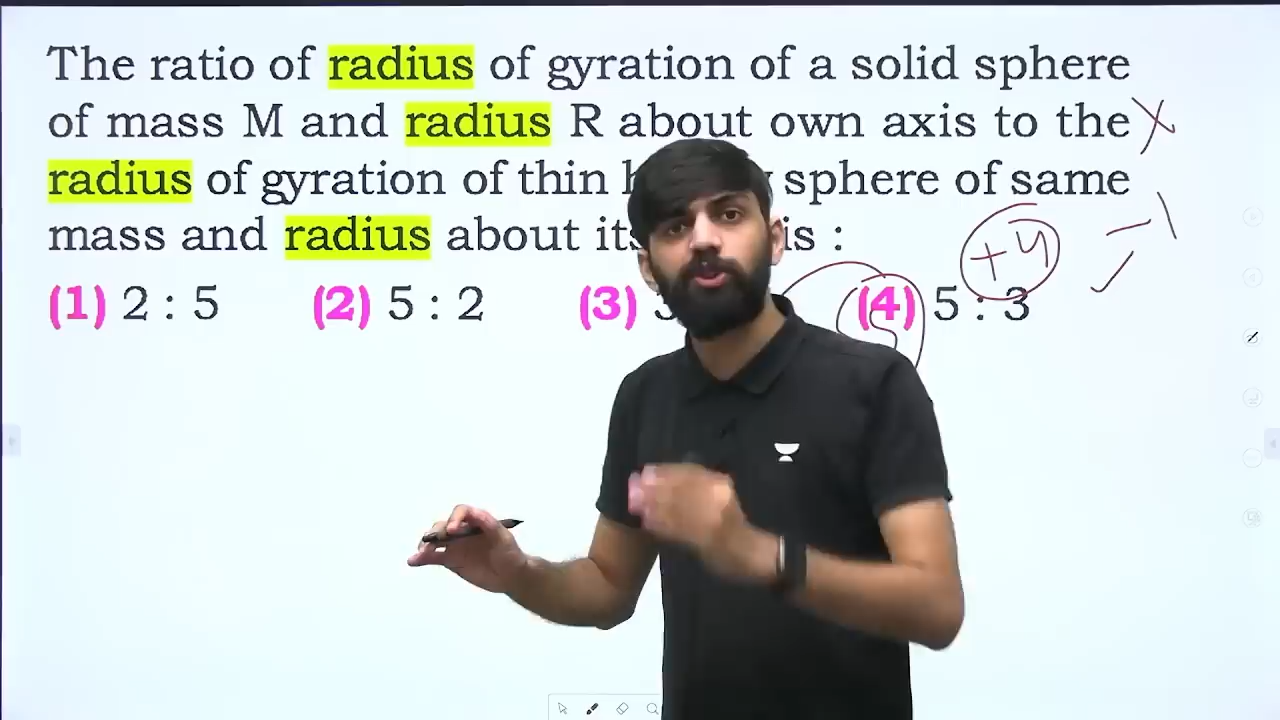 The ratio of radius of gyration of a solid sphere
of mass M and radius R about own axis to the
radius of gyration of thin sphere of same
mass and radius about is :
(1) 2 : 5 (2) 5 : 2 (3) (4) 5 : 3
+4
-1